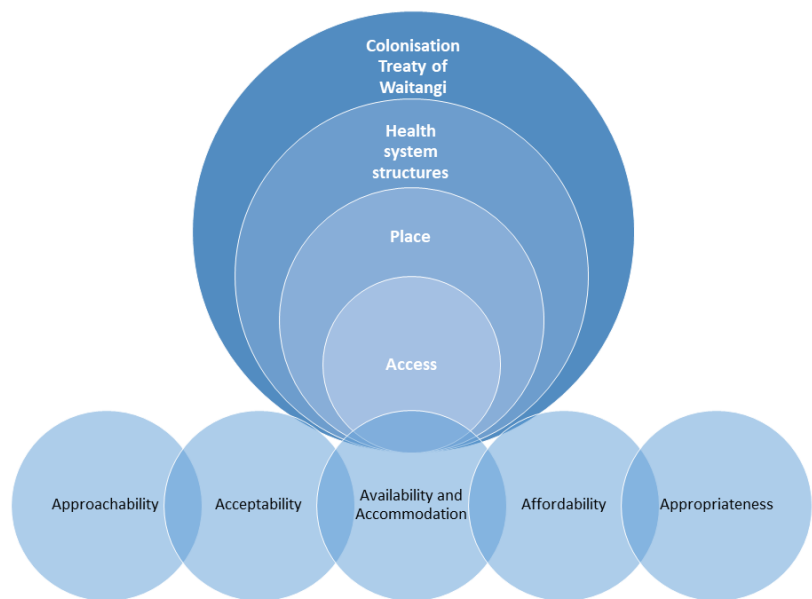 Colonisation
Treaty of
Waitangi
Health
system
structures
Place
Access
Approachability
Acceptability
Availability and
Accommodation
Affordability
Appropriateness